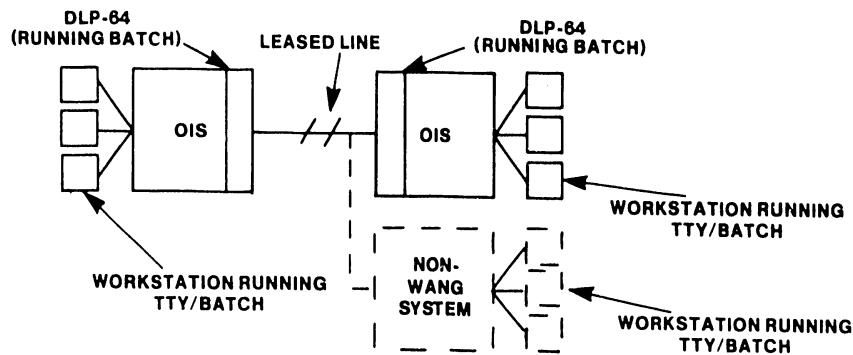 DLP-64
(RUNNING BATCH)
LEASED LINE
DLP-64
(RUNNING BATCH)
OIS
OIS
WORKSTATION RUNNING
TTY/BATCH
WORKSTATION RUNNING
TTY/BATCH
NON-
WANG
SYSTEM
WORKSTATION RUNNING
TTY/BATCH